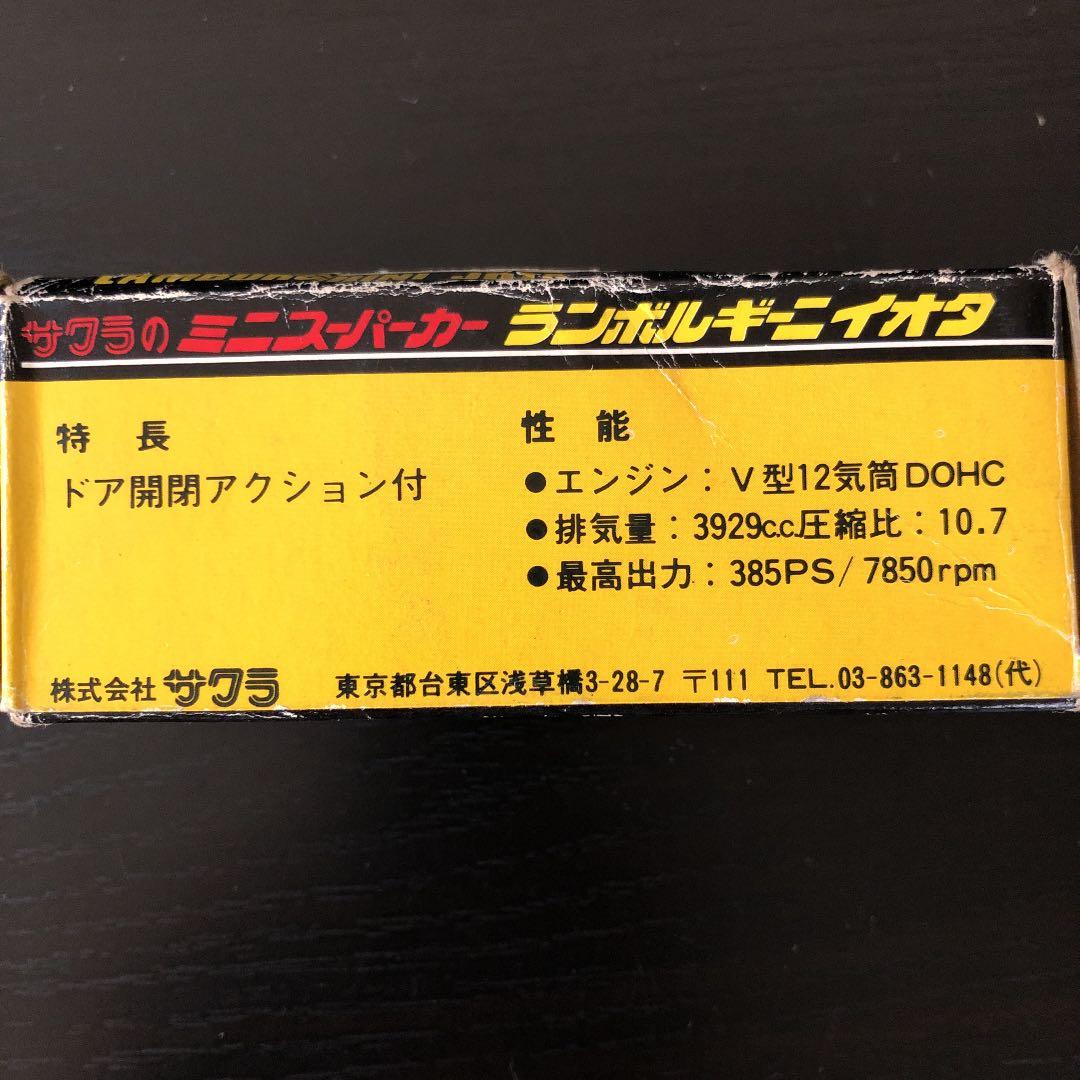 サクラの ミニスーパーカー ランボルギーニイオタ
特 長
ドア開閉アクション付
性 能
●エンジン：V型12気筒DOHC
●排気量：3929c.c.圧縮比：10.7
●最高出力：385PS/7850rpm
株式会社 サクラ 東京都台東区浅草橋3-28-7 〒111 TEL.03-863-1148(代)